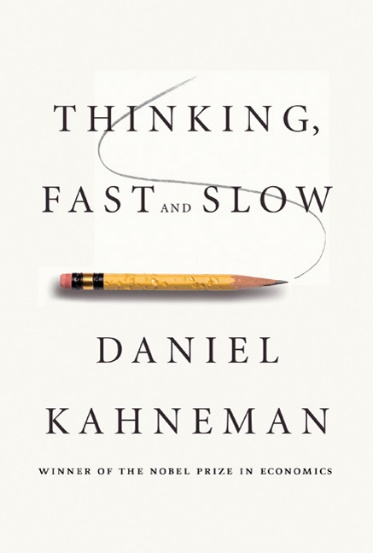 THINKING,
FAST AND SLOW
DANIEL
KAHNEMAN
WINNER OF THE NOBEL PRIZE IN ECONOMICS